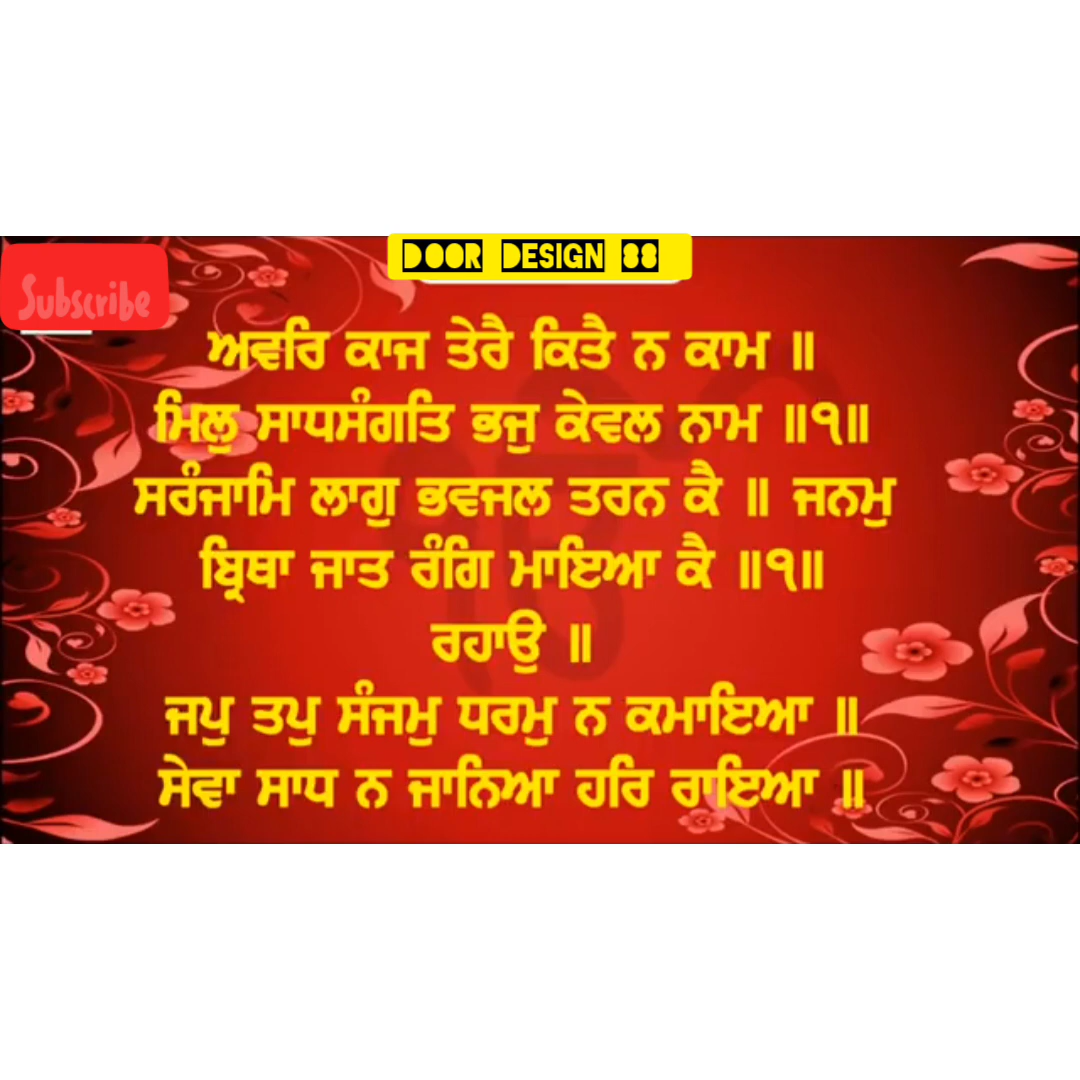 DOOR DESIGN 88
Subscribe
ਅਵਰਿ ਕਾਜ ਤੇਰੈ ਕਿਤੈ ਨ ਕਾਮ ॥
ਮਿਲੁ ਸਾਧਸੰਗਤਿ ਭਜੁ ਕੇਵਲ ਨਾਮ ॥੧॥
ਸਰੰਜਾਮਿ ਲਾਗੁ ਭਵਜਲ ਤਰਨ ਕੈ ॥ ਜਨਮੁ
ਬ੍ਰਿਥਾ ਜਾਤ ਰੰਗਿ ਮਾਇਆ ਕੈ ॥੧॥
ਰਹਾਉ ॥
ਜਪੁ ਤਪੁ ਸੰਜਮੁ ਧਰਮੁ ਨ ਕਮਾਇਆ ॥
ਸੇਵਾ ਸਾਧ ਨ ਜਾਨਿਆ ਹਰਿ ਰਾਇਆ ॥